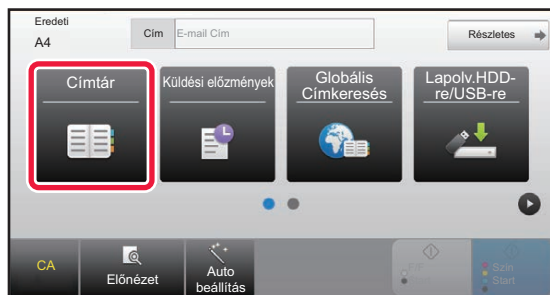 Eredeti
A4
Cím
E-mail Cím
Részletes
Címtár
Küldési előzmények
Globális
Címkeresés
Lapolv.HDD-
re/USB-re
CA
Előnézet
Auto
beállítás
Szín
Start